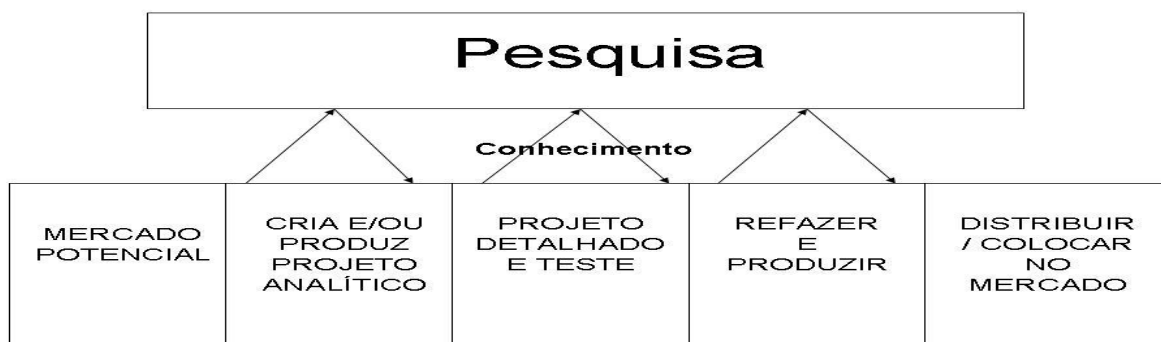 Pesquisa
Conhecimento
MERCADO
POTENCIAL
CRIA E/OU
PRODUZ
PROJETO
ANALÍTICO
PROJETO
DETALHADO
E TESTE
REFAZER
E
PRODUZIR
DISTRIBUIR
/ COLOCAR
NO
MERCADO